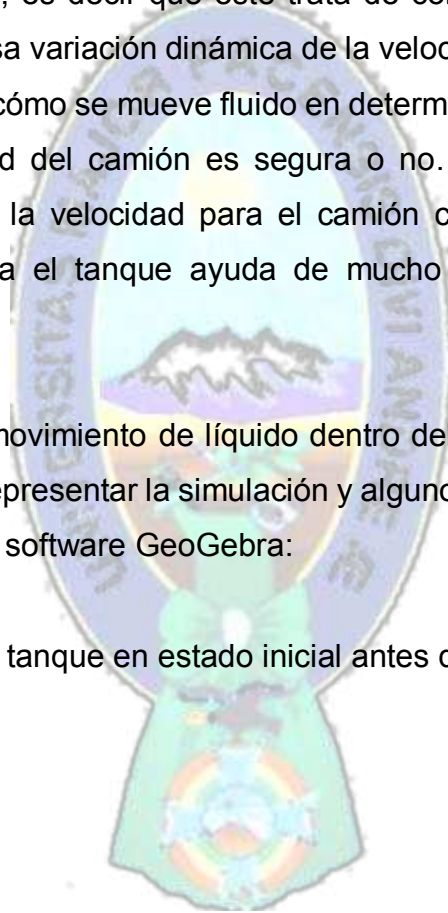 , es decir que este trata de con
sa variación dinámica de la veloc
cómo se mueve fluido en determ
d del camión es segura o no.
la velocidad para el camión c
a el tanque ayuda de mucho
movimiento de líquido dentro de
epresentar la simulación y alguno
software GeoGebra:
tanque en estado inicial antes d